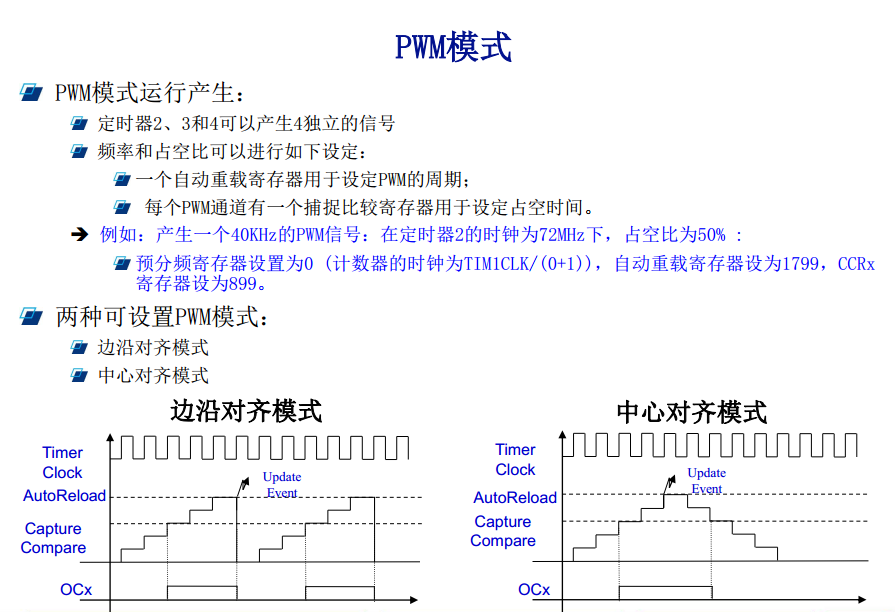 PWM模式
PWM模式运行产生：
定时器2、3和4可以产生4独立的信号
频率和占空比可以进行如下设定：
一个自动重载寄存器用于设定PWM的周期；
每个PWM通道有一个捕捉比较寄存器用于设定占空时间。
例如：产生一个40KHz的PWM信号：在定时器2的时钟为72MHz下，占空比为50% :
预分频寄存器设置为0 (计数器的时钟为TIM1CLK/(0+1))，自动重载寄存器设为1799，CCRx
寄存器设为899。
两种可设置PWM模式：
边沿对齐模式
中心对齐模式
边沿对齐模式
Timer
Clock
AutoReload
Capture
Compare
OCx
Update
Event
中心对齐模式
Timer
Clock
AutoReload
Capture
Compare
OCx
Update
Event